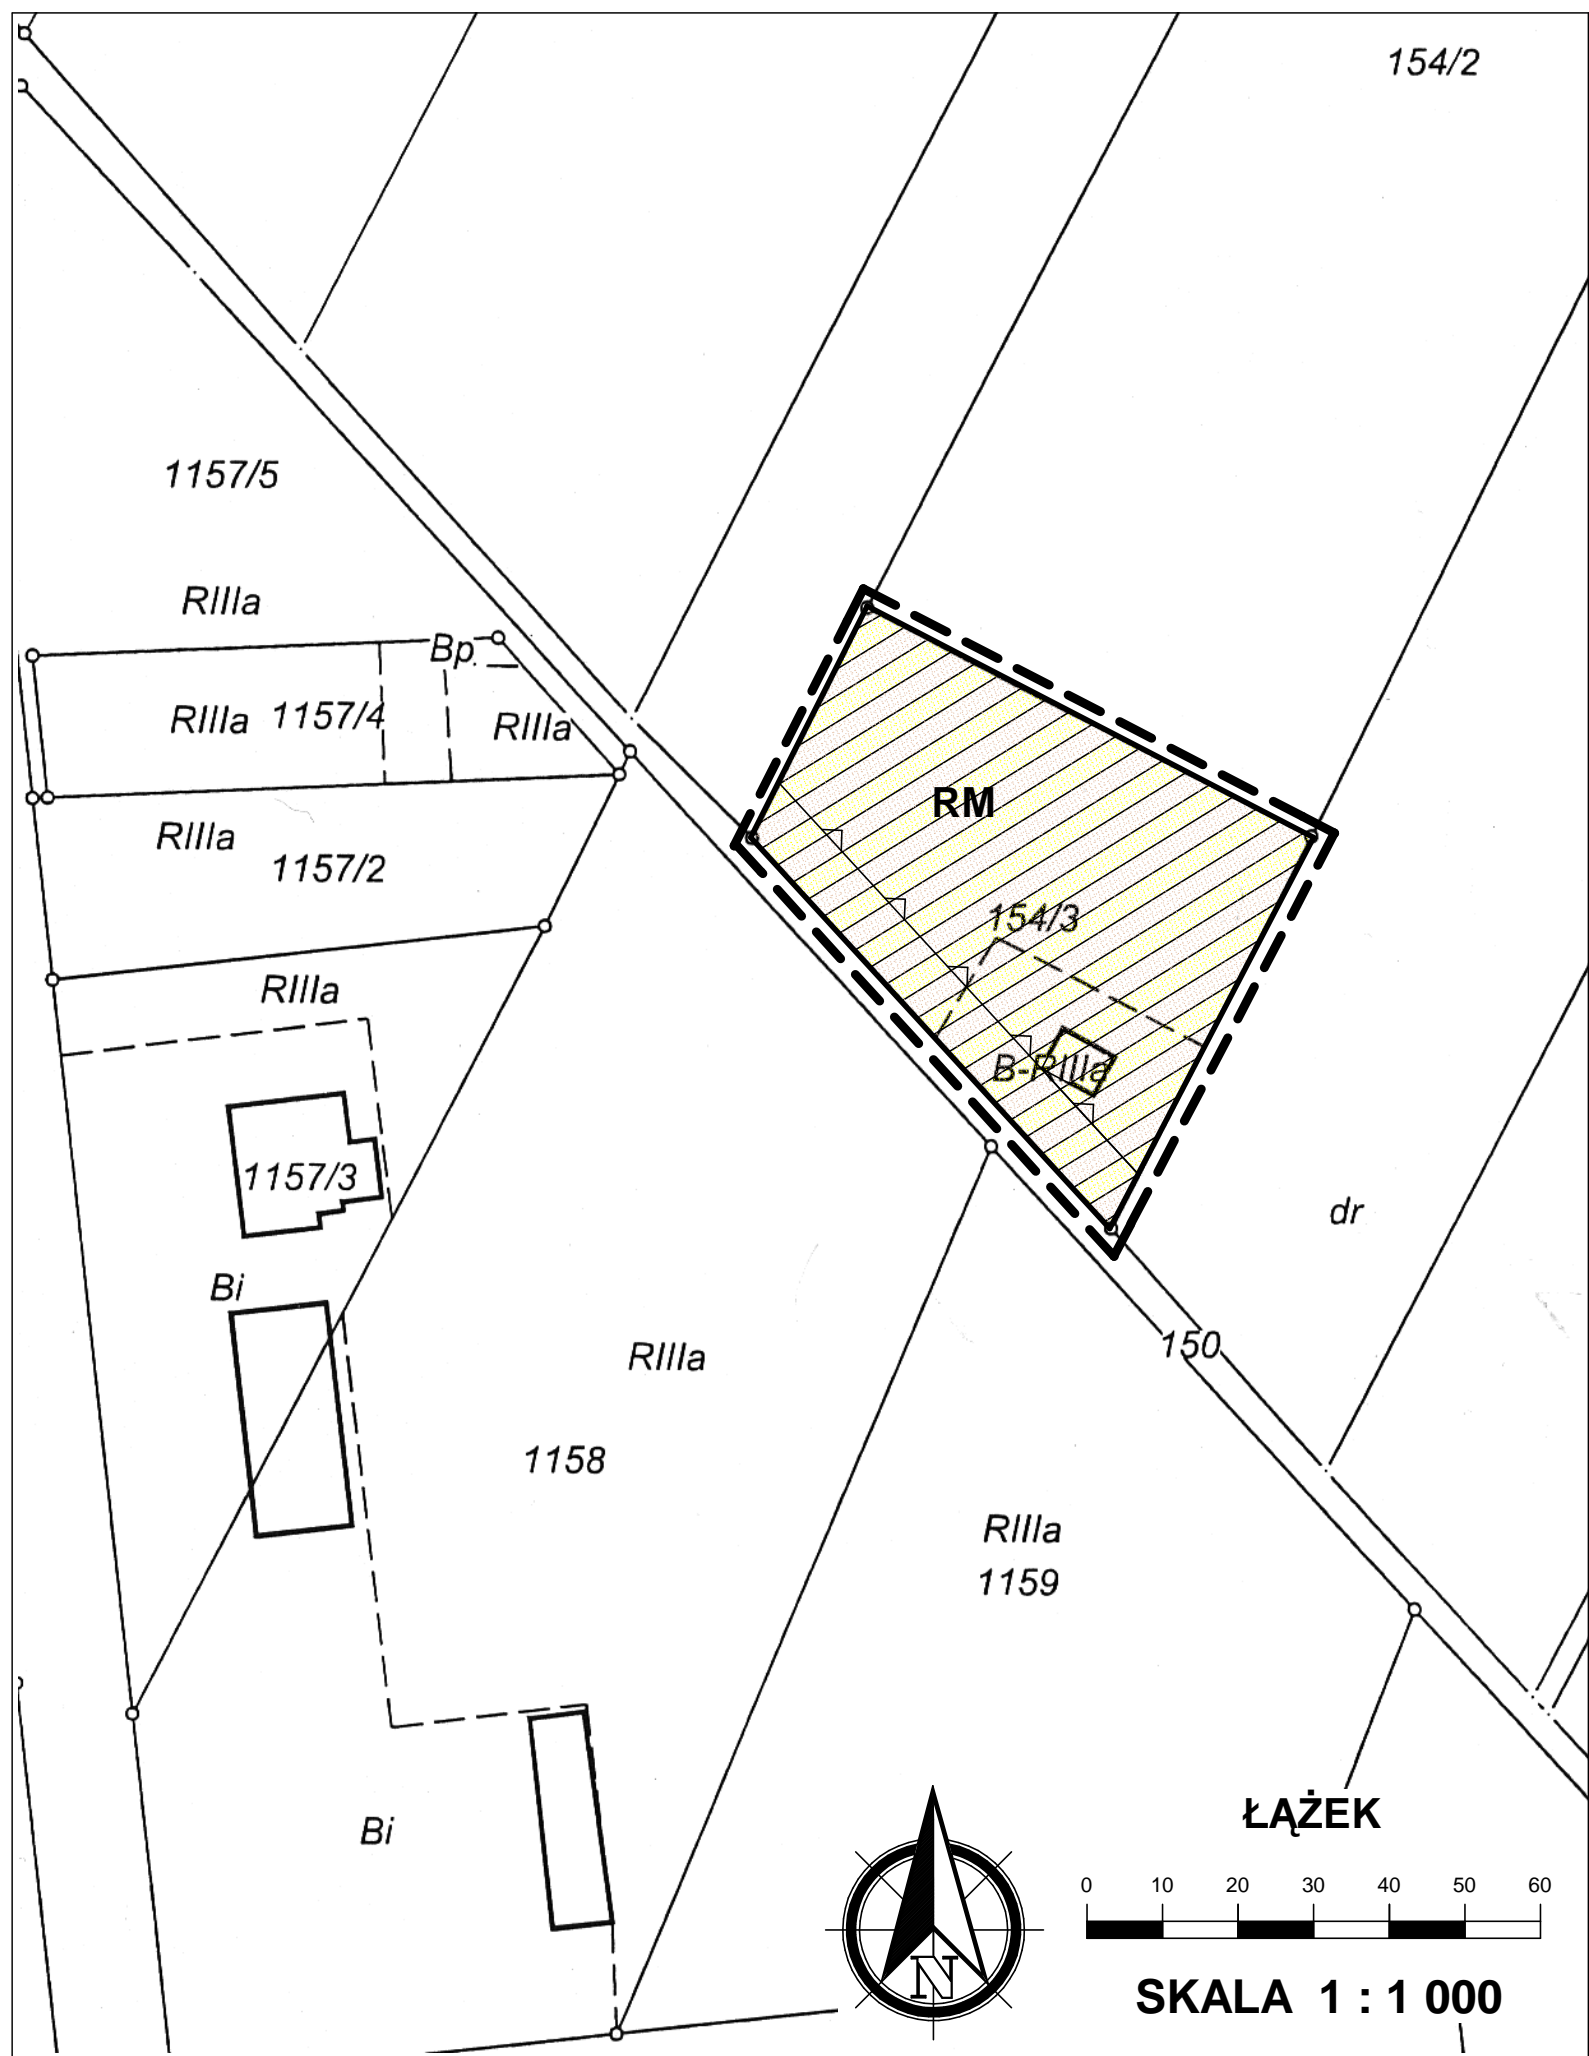 154/2
1157/5
RIIIa
Bp.
RIIIa 1157/4 RIIIa
RIIIa
1157/2
RM
154/3
RIIIa
B-RIIIa
1157/3
dr
Bi
150
RIIIa
1158
RIIIa
1159
Bi
ŁĄŻEK
0 10 20 30 40 50 60
N
SKALA 1 : 1 000